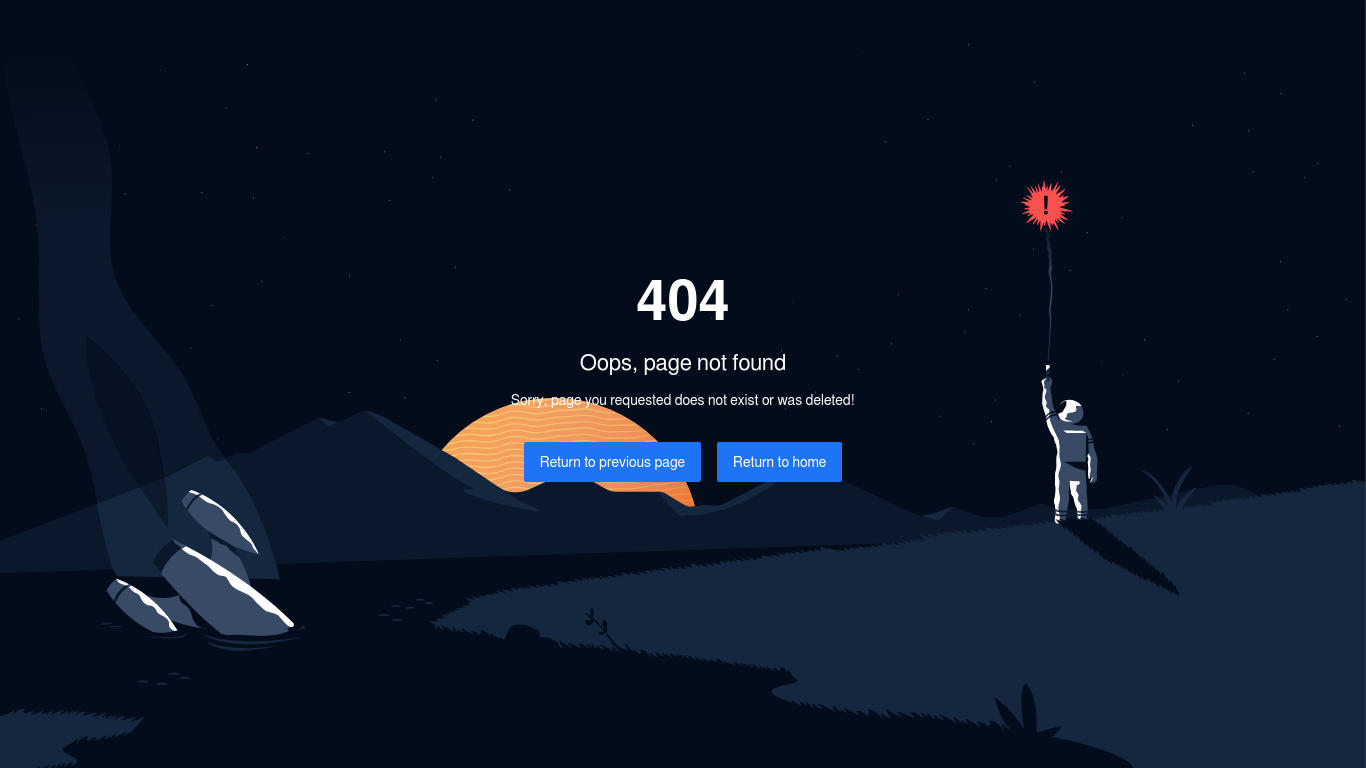 !
404
Oops, page not found
Sorry, page you requested does not exist or was deleted!
Return to previous page
Return to home